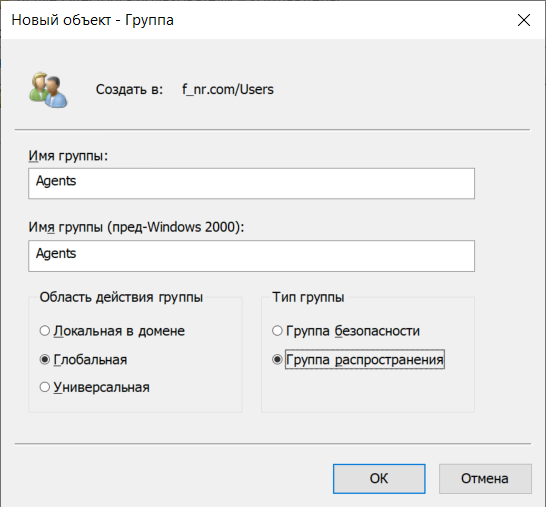 Новый объект - Группа
Создать в: f_nr.com/Users
Имя группы:
Agents
Имя группы (пред-Windows 2000):
Agents
Область действия группы
Локальная в домене
Глобальная
Универсальная
Тип группы
Группа безопасности
Группа распространения
OK
Отмена